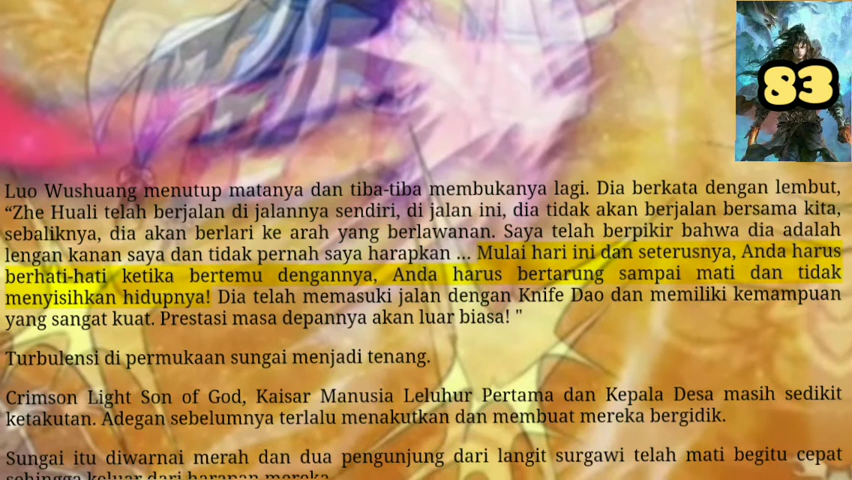 83
Luo Wushuang menutup matanya dan tiba-tiba membukanya lagi. Dia berkata dengan lembut,
“Zhe Huali telah berjalan di jalannya sendiri, di jalan ini, dia tidak akan berjalan bersama kita,
sebaliknya, dia akan berlari ke arah yang berlawanan. Saya telah berpikir bahwa dia adalah
lengan kanan saya dan tidak pernah saya harapkan ... Mulai hari ini dan seterusnya, Anda harus
berhati-hati ketika bertemu dengannya, Anda harus bertarung sampai mati dan tidak
menyisihkan hidupnya! Dia telah memasuki jalan dengan Knife Dao dan memiliki kemampuan
yang sangat kuat. Prestasi masa depannya akan luar biasa! "
Turbulensi di permukaan sungai menjadi tenang.
Crimson Light Son of God, Kaisar Manusia Leluhur Pertama dan Kepala Desa masih sedikit
ketakutan. Adegan sebelumnya terlalu menakutkan dan membuat mereka bergidik.
Sungai itu diwarnai merah dan dua pengunjung dari langit surgawi telah mati begitu cepat
sehingga keluar dari harapan mereka